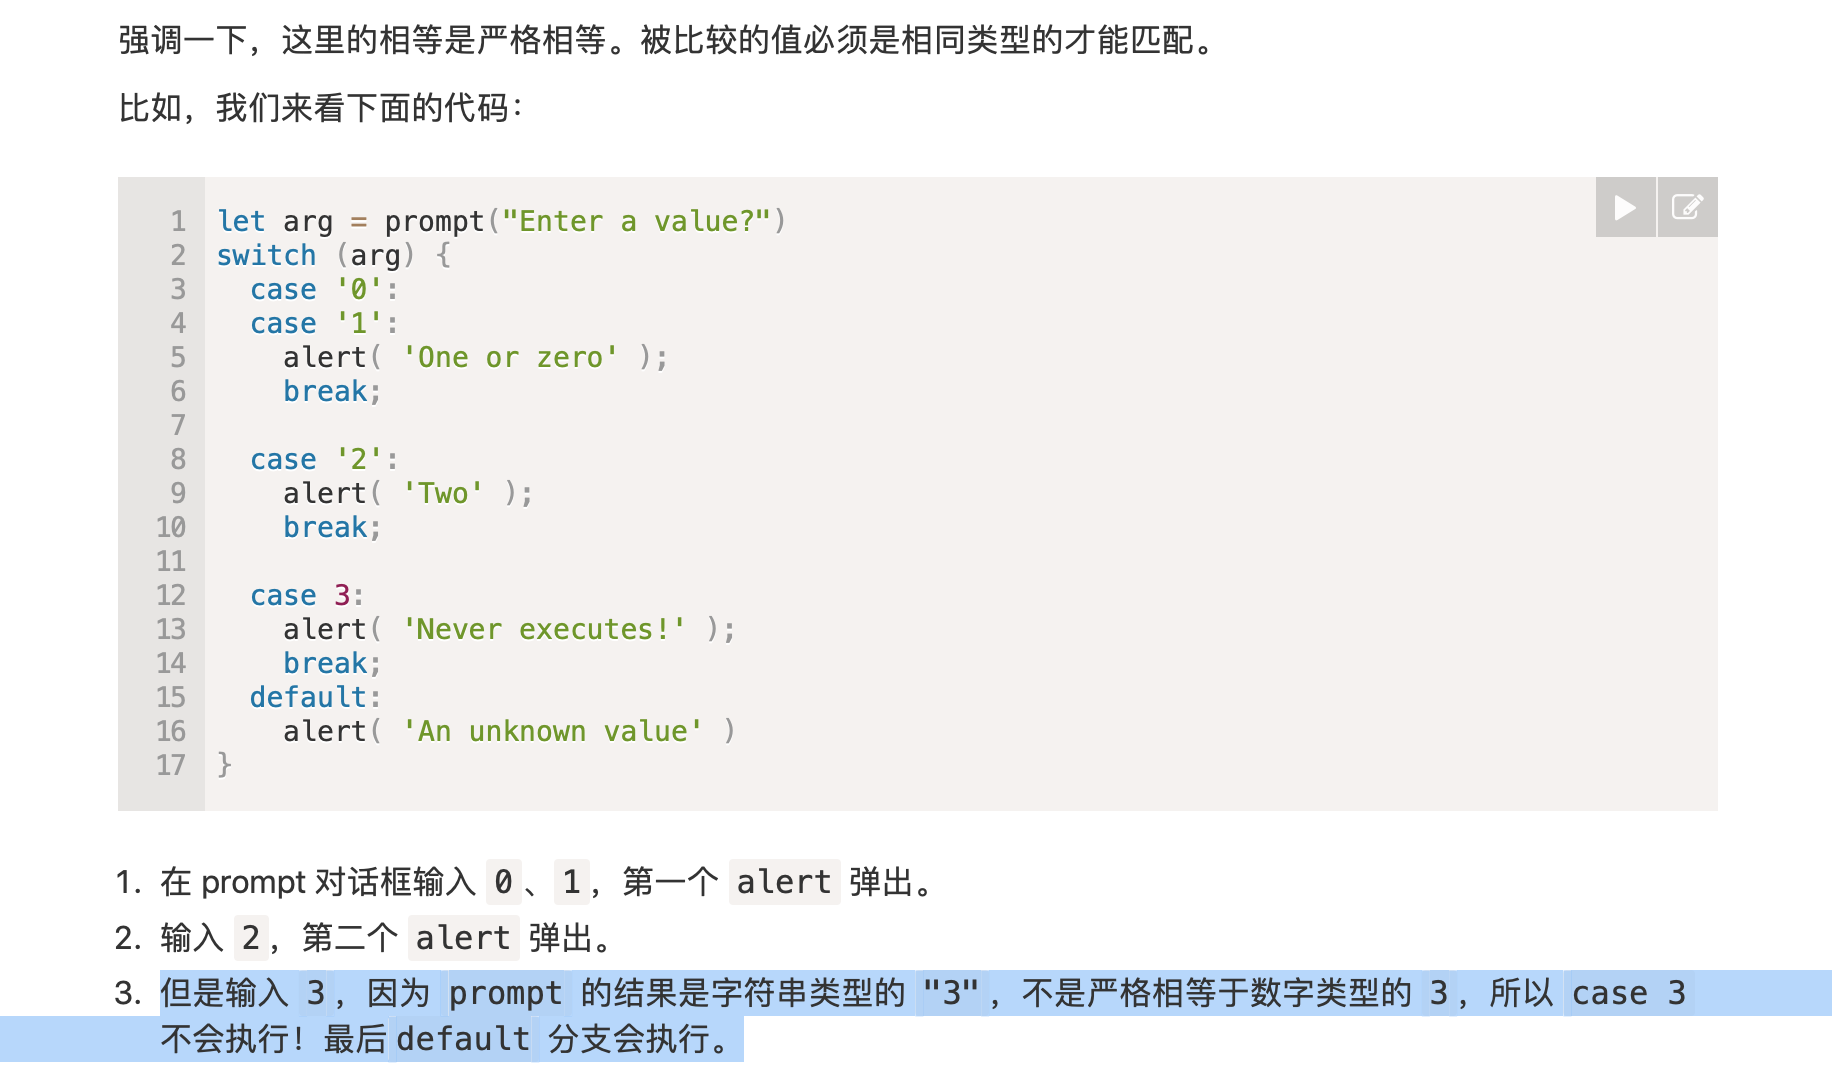 强调一下，这里的相等是严格相等。被比较的值必须是相同类型的才能匹配。
比如，我们来看下面的代码：
1 let arg = prompt("Enter a value?")
2 switch (arg) {
3   case '0':
4   case '1':
5     alert( 'One or zero' );
6     break;
7
8   case '2':
9     alert( 'Two' );
10     break;
11
12   case 3:
13     alert( 'Never executes!' );
14     break;
15   default:
16     alert( 'An unknown value' )
17 }
1. 在 prompt 对话框输入 0、1，第一个 alert 弹出。
2. 输入 2，第二个 alert 弹出。
3. 但是输入 3，因为 prompt 的结果是字符串类型的 "3"，不是严格相等于数字类型的 3，所以 case 3
不会执行！最后 default 分支会执行。